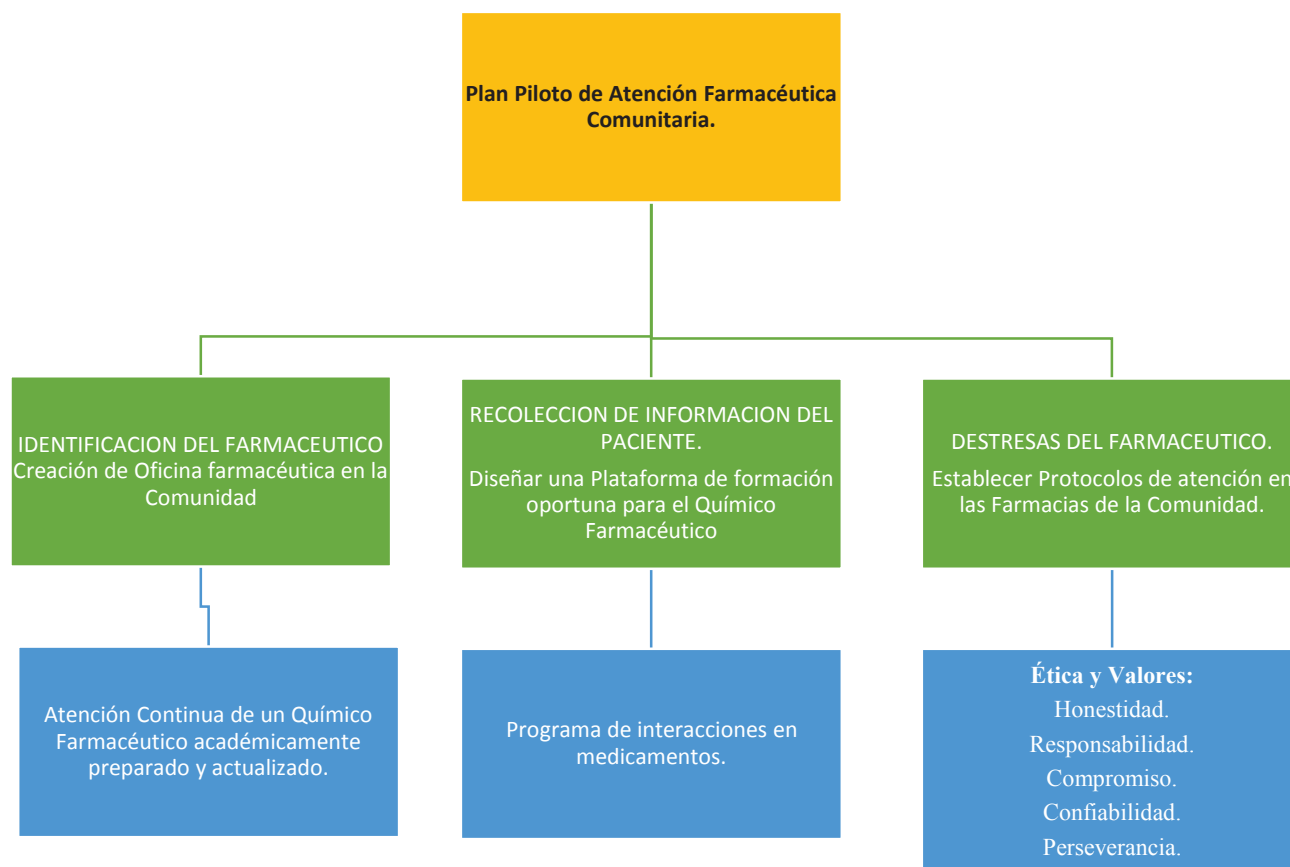 Plan Piloto de Atención Farmacéutica
Comunitaria.
IDENTIFICACION DEL FARMACEUTICO
Creación de Oficina farmacéutica en la
Comunidad
RECOLECCION DE INFORMACION DEL
PACIENTE.
Diseñar una Plataforma de formación
oportuna para el Químico
Farmacéutico
DESTRESAS DEL FARMACEUTICO.
Establecer Protocolos de atención en
las Farmacias de la Comunidad.
Atención Continua de un Químico
Farmacéutico académicamente
preparado y actualizado.
Programa de interacciones en
medicamentos.
Ética y Valores:
Honestidad.
Responsabilidad.
Compromiso.
Confiabilidad.
Perseverancia.